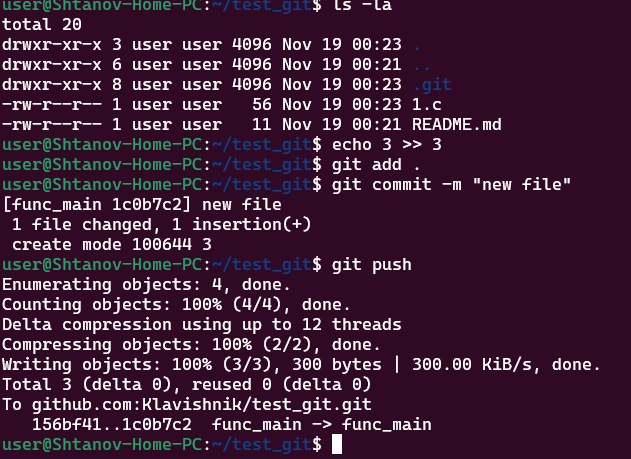 user@Shtanov-Home-PC:~/test_git$ ls -la
total 20
drwxr-xr-x 3 user user 4096 Nov 19 00:23 .
drwxr-xr-x 6 user user 4096 Nov 19 00:21 ..
drwxr-xr-x 8 user user 4096 Nov 19 00:23 .git
-rw-r--r-- 1 user user   56 Nov 19 00:23 1.c
-rw-r--r-- 1 user user   11 Nov 19 00:21 README.md
user@Shtanov-Home-PC:~/test_git$ echo 3 >> 3
user@Shtanov-Home-PC:~/test_git$ git add .
user@Shtanov-Home-PC:~/test_git$ git commit -m "new file"
[func_main 1c0b7c2] new file
 1 file changed, 1 insertion(+)
 create mode 100644 3
user@Shtanov-Home-PC:~/test_git$ git push
Enumerating objects: 4, done.
Counting objects: 100% (4/4), done.
Delta compression using up to 12 threads
Compressing objects: 100% (2/2), done.
Writing objects: 100% (3/3), 300 bytes | 300.00 KiB/s, done.
Total 3 (delta 0), reused 0 (delta 0)
To github.com:Klavishnik/test_git.git
   156bf41..1c0b7c2  func_main -> func_main
user@Shtanov-Home-PC:~/test_git$